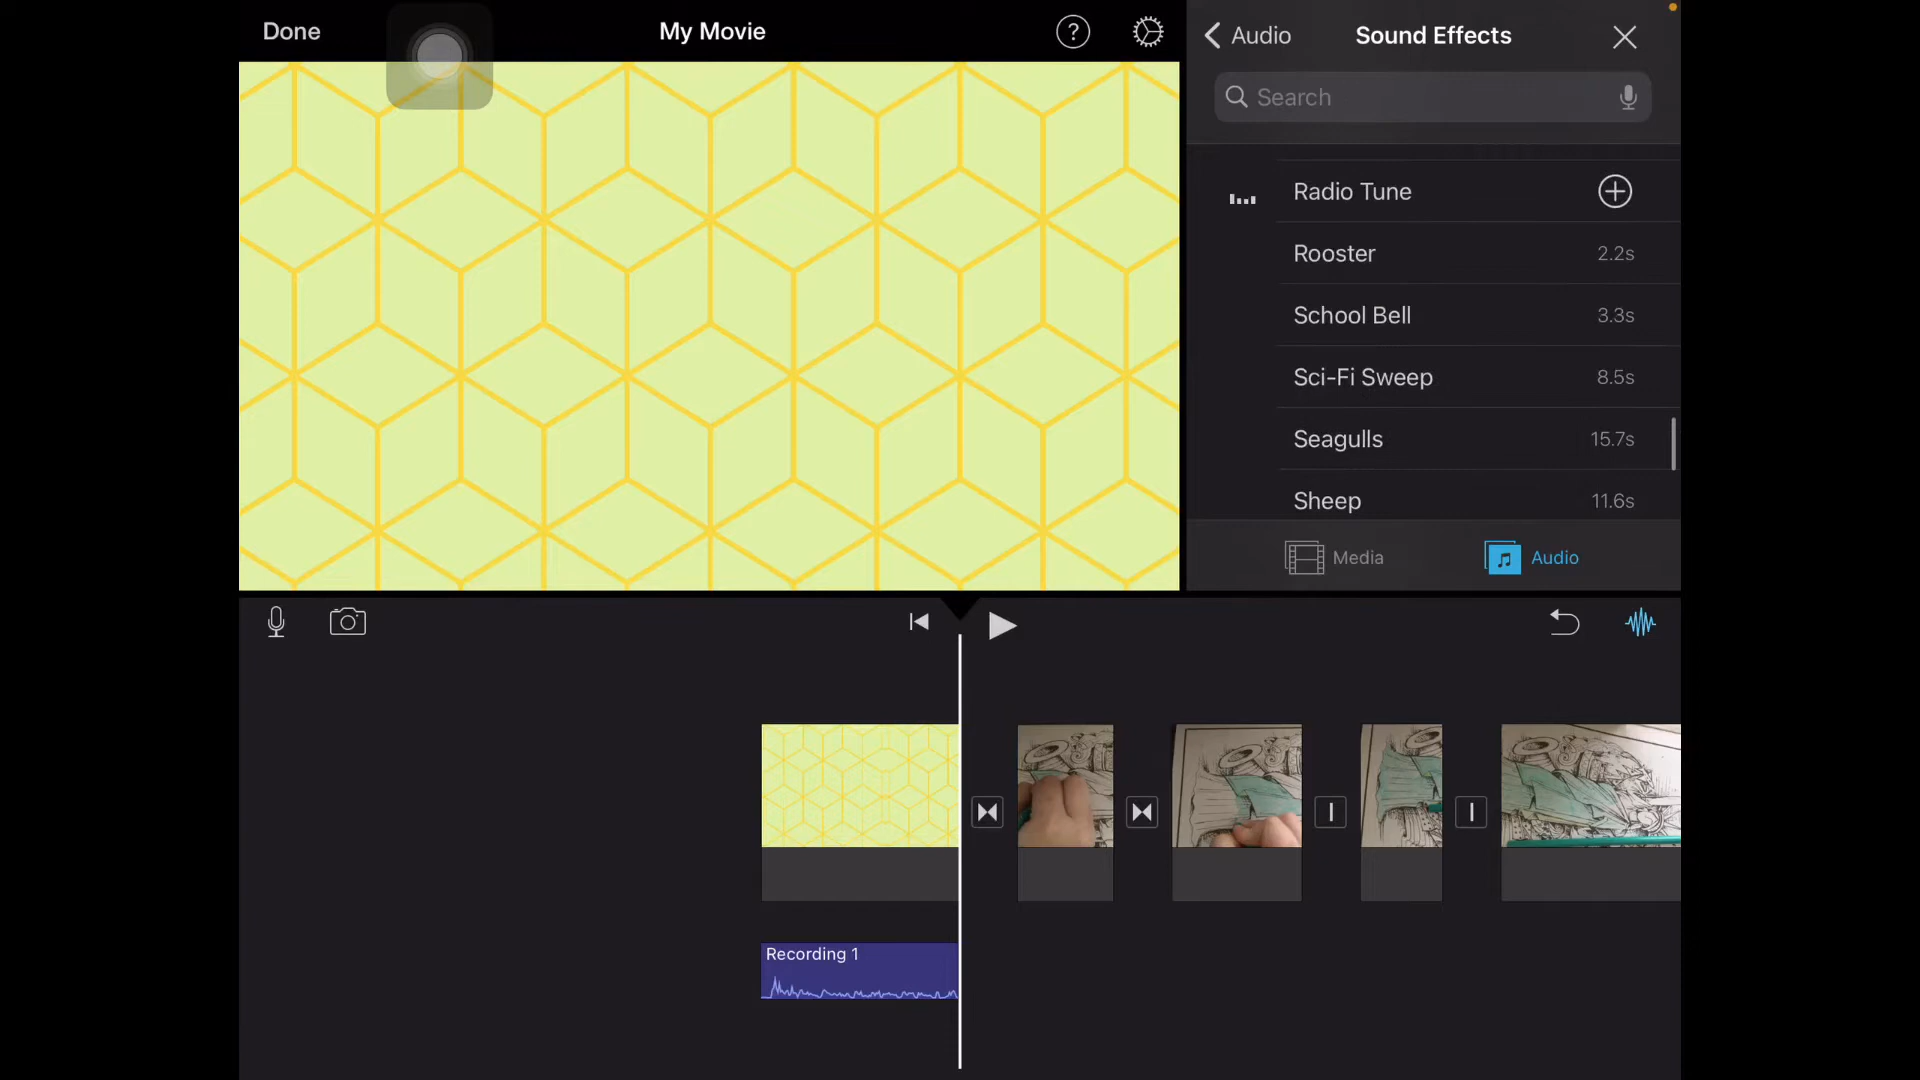 Done
My Movie
?
Audio
Sound Effects
Search
Radio Tune
Rooster 2.2s
School Bell 3.3s
Sci-Fi Sweep 8.5s
Seagulls 15.7s
Sheep 11.6s
Media
Audio
Recording 1